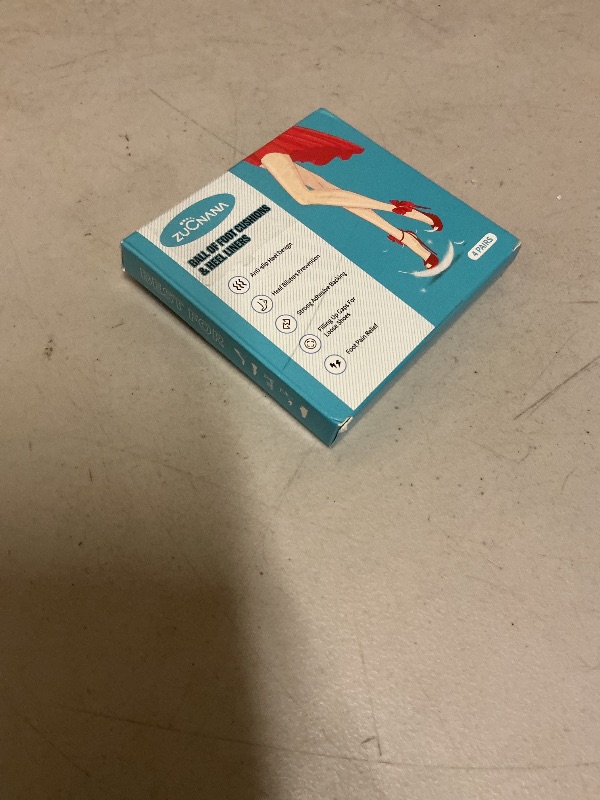 ZUCNANA
BALL OF FOOT CUSHIONS
& HEEL LINERS
Anti-slip Heel Design
Heel Blisters Prevention
Strong Adhesive Backing
Filling Up Gaps For
Loose Shoes
Foot Pain Relief
4 PAIRS